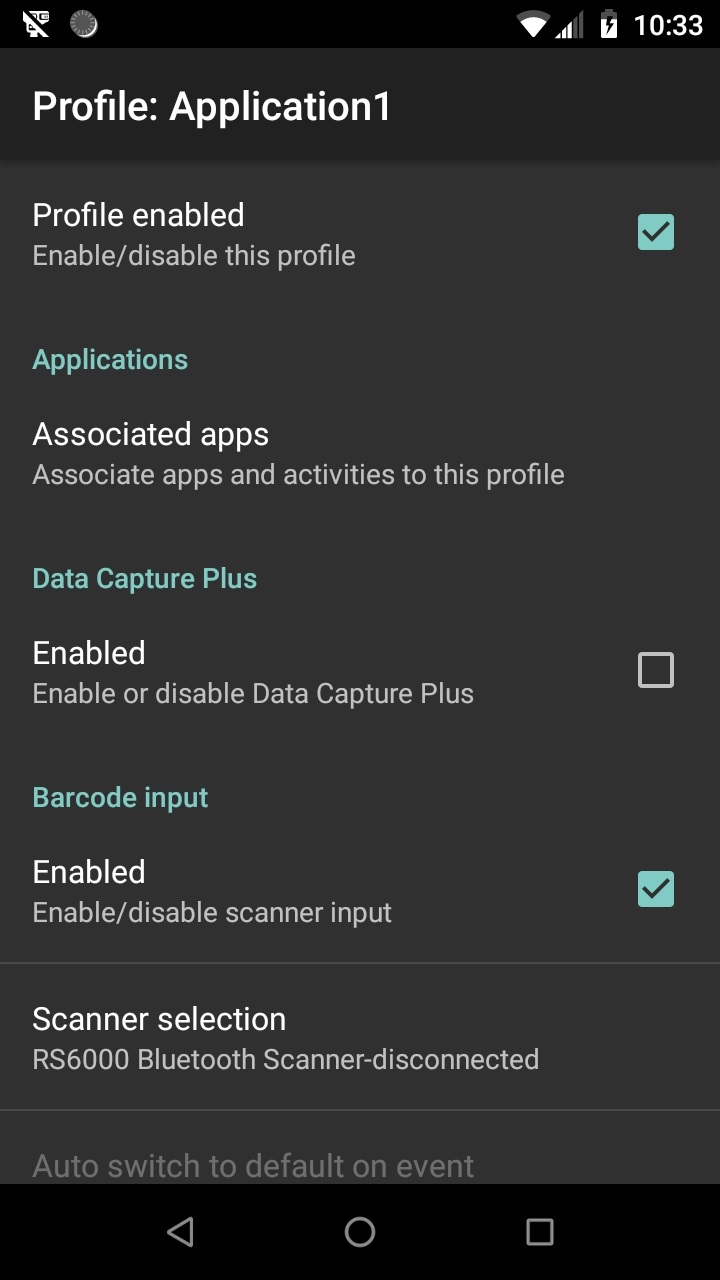 10:33
Profile: Application1
Profile enabled
Enable/disable this profile
Applications
Associated apps
Associate apps and activities to this profile
Data Capture Plus
Enabled
Enable or disable Data Capture Plus
Barcode input
Enabled
Enable/disable scanner input
Scanner selection
RS6000 Bluetooth Scanner-disconnected
Auto switch to default on event